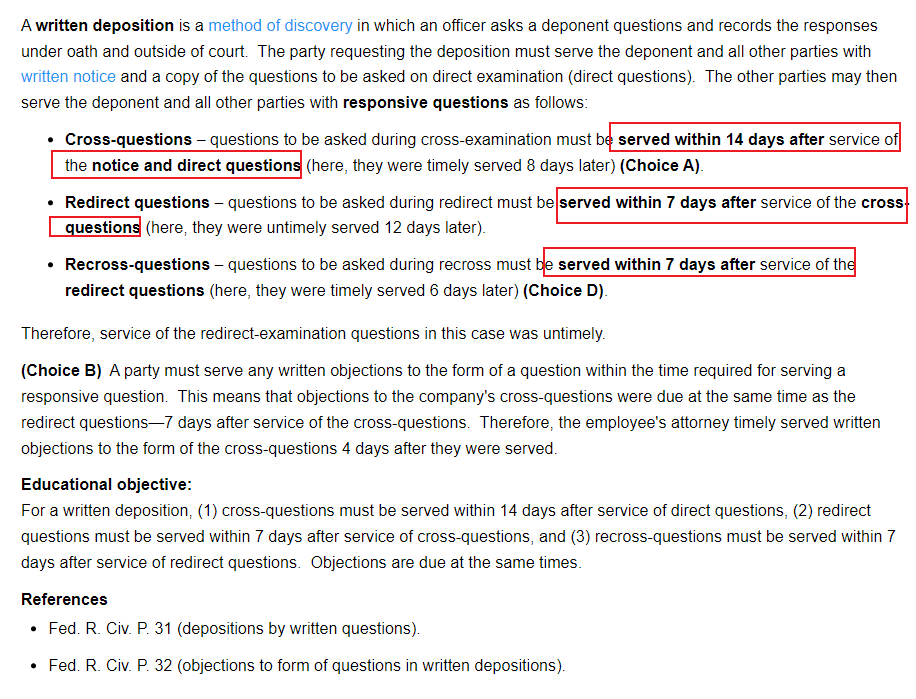 A written deposition is a method of discovery in which an officer asks a deponent questions and records the responses
under oath and outside of court. The party requesting the deposition must serve the deponent and all other parties with
written notice and a copy of the questions to be asked on direct examination (direct questions). The other parties may then
serve the deponent and all other parties with responsive questions as follows:
• Cross-questions – questions to be asked during cross-examination must be served within 14 days after service of
the notice and direct questions (here, they were timely served 8 days later) (Choice A).
• Redirect questions – questions to be asked during redirect must be served within 7 days after service of the cross-
questions (here, they were untimely served 12 days later).
• Recross-questions – questions to be asked during recross must be served within 7 days after service of the
redirect questions (here, they were timely served 6 days later) (Choice D).
Therefore, service of the redirect-examination questions in this case was untimely.
(Choice B) A party must serve any written objections to the form of a question within the time required for serving a
responsive question. This means that objections to the company's cross-questions were due at the same time as the
redirect questions—7 days after service of the cross-questions. Therefore, the employee's attorney timely served written
objections to the form of the cross-questions 4 days after they were served.
Educational objective:
For a written deposition, (1) cross-questions must be served within 14 days after service of direct questions, (2) redirect
questions must be served within 7 days after service of cross-questions, and (3) recross-questions must be served within 7
days after service of redirect questions. Objections are due at the same times.
References
• Fed. R. Civ. P. 31 (depositions by written questions).
• Fed. R. Civ. P. 32 (objections to form of questions in written depositions).